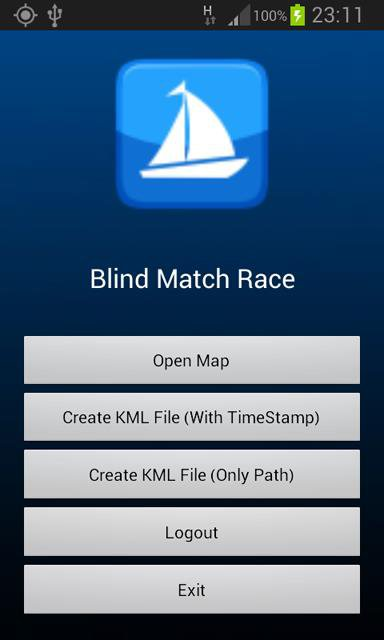 H 100% 23:11
Blind Match Race
Open Map
Create KML File (With TimeStamp)
Create KML File (Only Path)
Logout
Exit